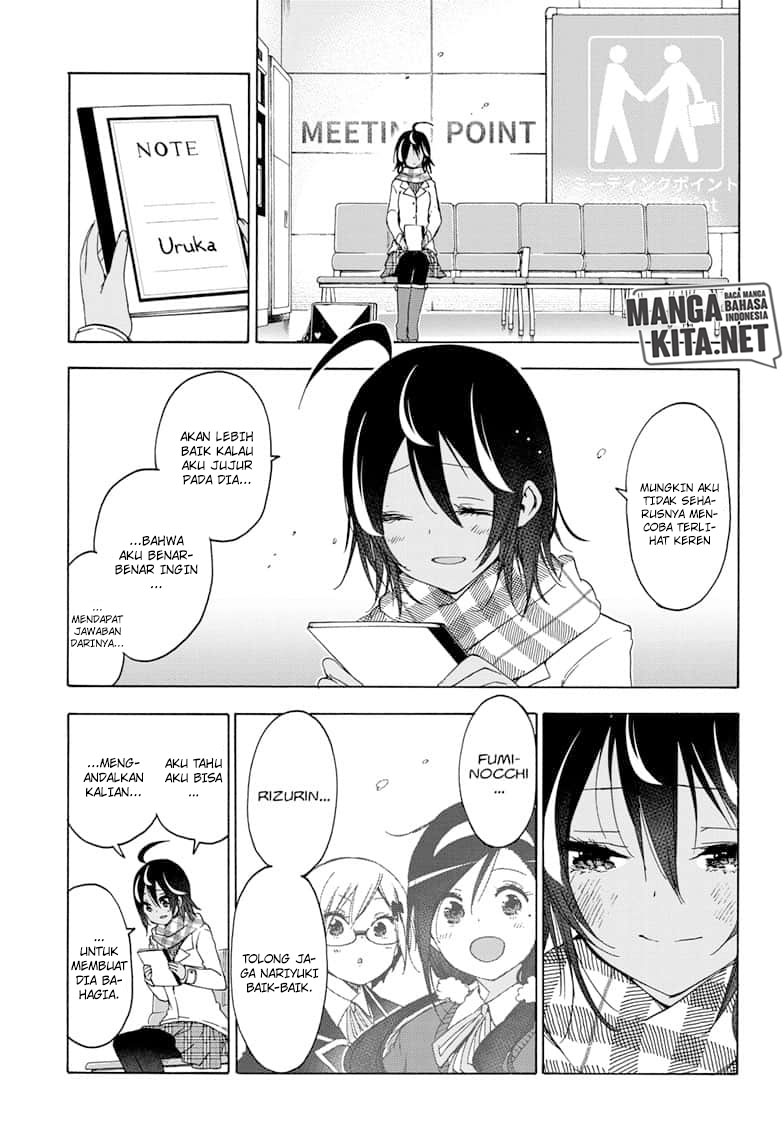 MEETING POINT
ミーティングポイント
NOTE
Uruka
MANGA
KITA.NET
BACA MANGA
BAHASA
INDONESIA
MUNGKIN AKU
TIDAK SEHA-
RUSNYA MEN-
COBA TERLI-
HAT KEREN
AKAN LEBIH
BAIK KALAU
AKU JUJUR
PADA DIA...
...BAHWA
AKU BENAR-
BENAR INGIN
...
...
MENDAPAT
JAWABAN
DARINYA...
FUMI-
NOCCHI
...
RIZURIN...
TOLONG JA-
GA NARIYUKI
BAIK-BAIK.
AKU TAHU
AKU BISA
...
...MENG-
ANDALKAN
KALIAN...
...
UNTUK
MEMBUAT
DIA BA-
HAGIA.